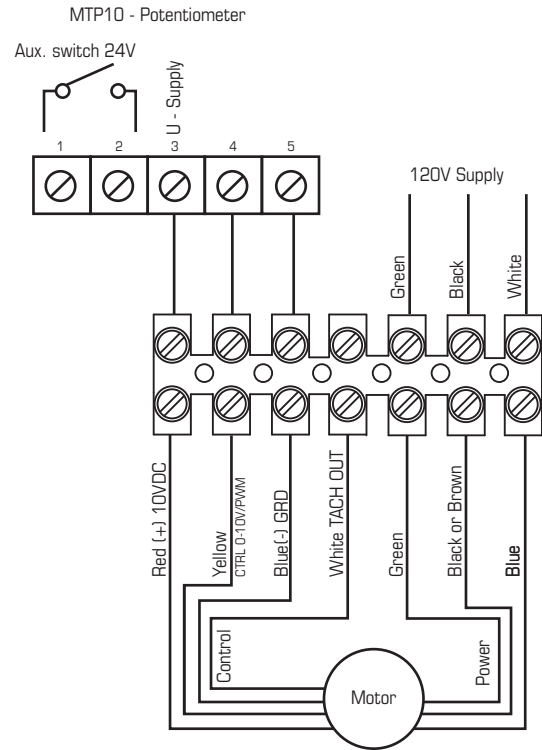 MTP10 - Potentiometer
Aux. switch 24V
U - Supply
1
2
3
4
5
120V Supply
Green
Black
White
Red (+) 10VDC
Yellow
CTRL 0-10V/PWM
Blue(-) GRD
White TACH OUT
Green
Black or Brown
Blue
Control
Power
Motor